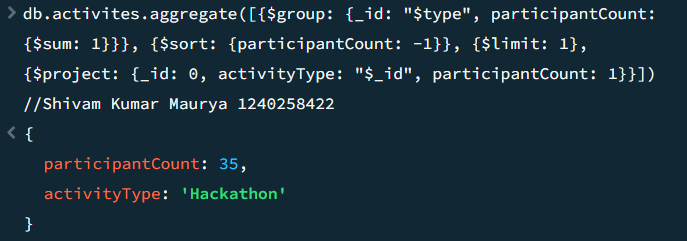 > db.activites.aggregate([{$group: {_id: "$type", participantCount:
{$sum: 1}}}, {$sort: {participantCount: -1}}, {$limit: 1},
{$project: {_id: 0, activityType: "$_id", participantCount: 1}}])
//Shivam Kumar Maurya 1240258422
< {
participantCount: 35,
activityType: 'Hackathon'
}